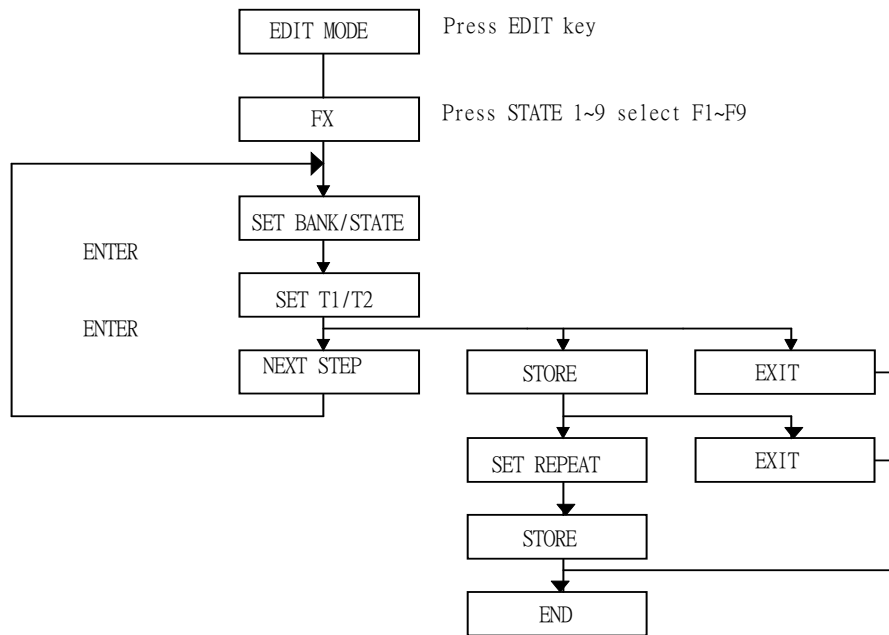 EDIT MODE
Press EDIT key
FX
Press STATE 1~9 select F1~F9
SET BANK/STATE
ENTER
SET T1/T2
ENTER
NEXT STEP
STORE
EXIT
SET REPEAT
EXIT
STORE
END